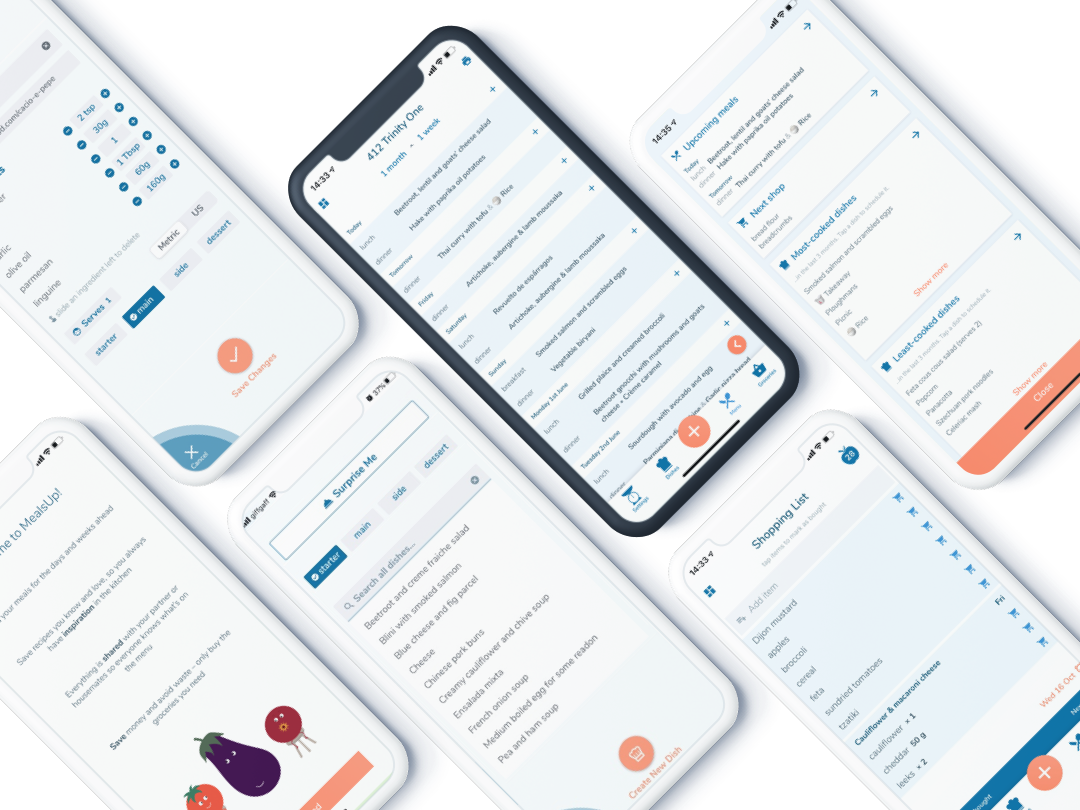 d.com/cacio-e-pepe
2 tsp
30g
1
1 Tbsp
60g
160g
olive oil
parmesan
linguine
slide an ingredient left to delete
Metric
US
Serves 1
starter
main
side
dessert
Save Changes
Cancel
14:33
412 Trinity One
1 month - 1 week
Today
lunch
Beetroot, lentil and goats' cheese salad
dinner
Hake with paprika oil potatoes
Tomorrow
dinner
Thai curry with tofu & Rice
Friday
dinner
Artichoke, aubergine & lamb moussaka
Saturday
lunch
Revuelto de espárragos
dinner
Artichoke, aubergine & lamb moussaka
Sunday
breakfast
Smoked salmon and scrambled eggs
dinner
Vegetable biryani
Monday 1st June
lunch
Grilled plaice and creamed broccoli
dinner
Beetroot gnocchi with mushrooms and goats
cheese + Crème caramel
Tuesday 2nd June
lunch
Sourdough with avocado and egg
dinner
Settings
Dishes
Menu
Groceries
14:35
Upcoming meals
Today
lunch Beetroot, lentil and goats' cheese salad
dinner Hake with paprika oil potatoes
Tomorrow
dinner Thai curry with tofu & Rice
Next shop
bread flour
breadcrumbs
Most-cooked dishes
in the last 3 months. Tap a dish to schedule it.
Smoked salmon and scrambled eggs
Takeaway
Ploughmans
Picnic
Rice
Show more
Least-cooked dishes
in the last 3 months. Tap a dish to schedule it.
Feta cous cous salad (serves 2)
Popcorn
Panacotta
Szechuan pork noodles
Celeriac mash
Show more
Close
me to MealsUp!
your meals for the days and weeks ahead
Save recipes you know and love, so you always
have inspiration in the kitchen
Everything is shared with your partner or
housemates so everyone knows what's on
the menu
Save money and avoid waste – only buy the
groceries you need
giffgaff
37%
Surprise Me
starter
main
side
dessert
Search all dishes...
Beetroot and creme fraiche salad
Blini with smoked salmon
Blue cheese and fig parcel
Cheese
Chinese pork buns
Creamy cauliflower and chive soup
Ensalada mixta
French onion soup
Medium boiled egg for some readon
Pea and ham soup
Create New Dish
14:33
28
Shopping List
tap items to mark as bought
Add item
Dijon mustard
apples
broccoli
cereal
feta
sundried tomatoes
tzatiki
Fri
Cauliflower & macaroni cheese
cauliflower × 1
cheddar 50 g
leeks × 2
Wed 16 Oct